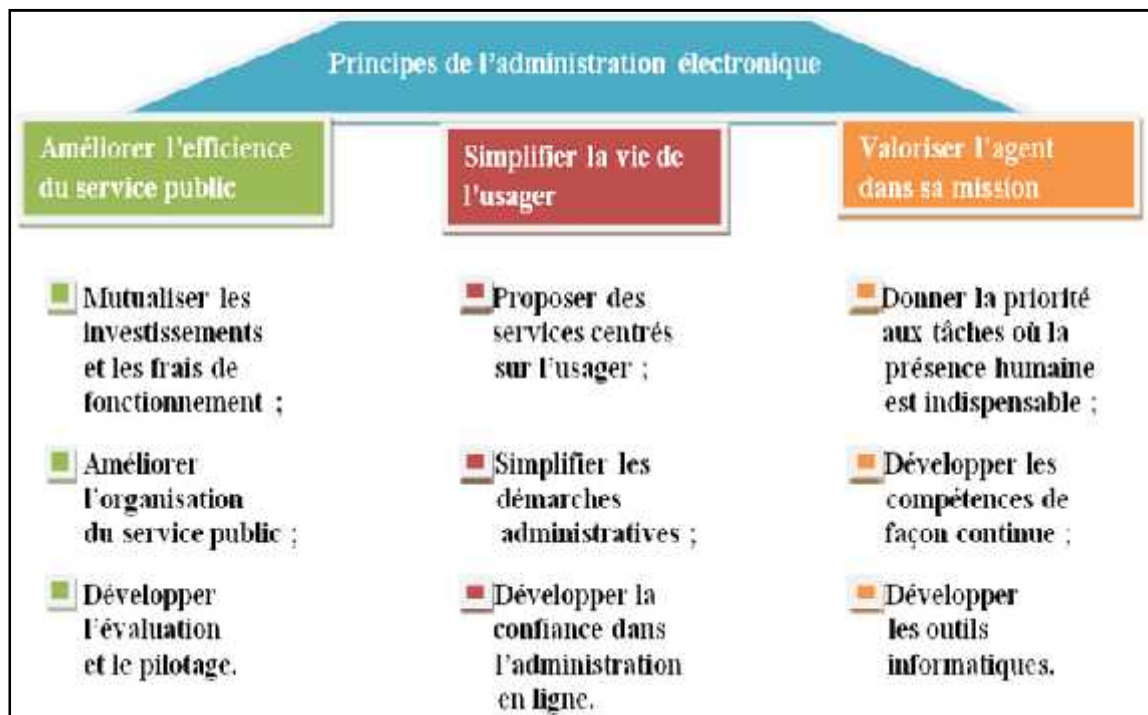 Principes de l'administration électronique
Améliorer l'efficience
du service public
Mutualiser les
investissements
et les frais de
fonctionnement ;
Améliorer
l'organisation
du service public ;
Développer
l'évaluation
et le pilotage.
Simplifier la vie de
l'usager
Proposer des
services centrés
sur l'usager ;
Simplifier les
démarches
administratives ;
Développer la
confiance dans
l'administration
en ligne.
Valoriser l'agent
dans sa mission
Donner la priorité
aux tâches où la
présence humaine
est indispensable ;
Développer les
compétences de
façon continue ;
Développer
les outils
informatiques.